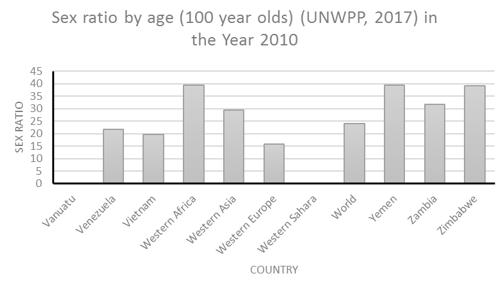 Sex ratio by age (100 year olds) (UNWPP, 2017) in
the Year 2010
SEX RATIO
45
40
35
30
25
20
15
10
5
0
Vanuatu
Venezuela
Vietnam
Western Africa
Western Asia
Western Europe
Western Sahara
World
Yemen
Zambia
Zimbabwe
COUNTRY